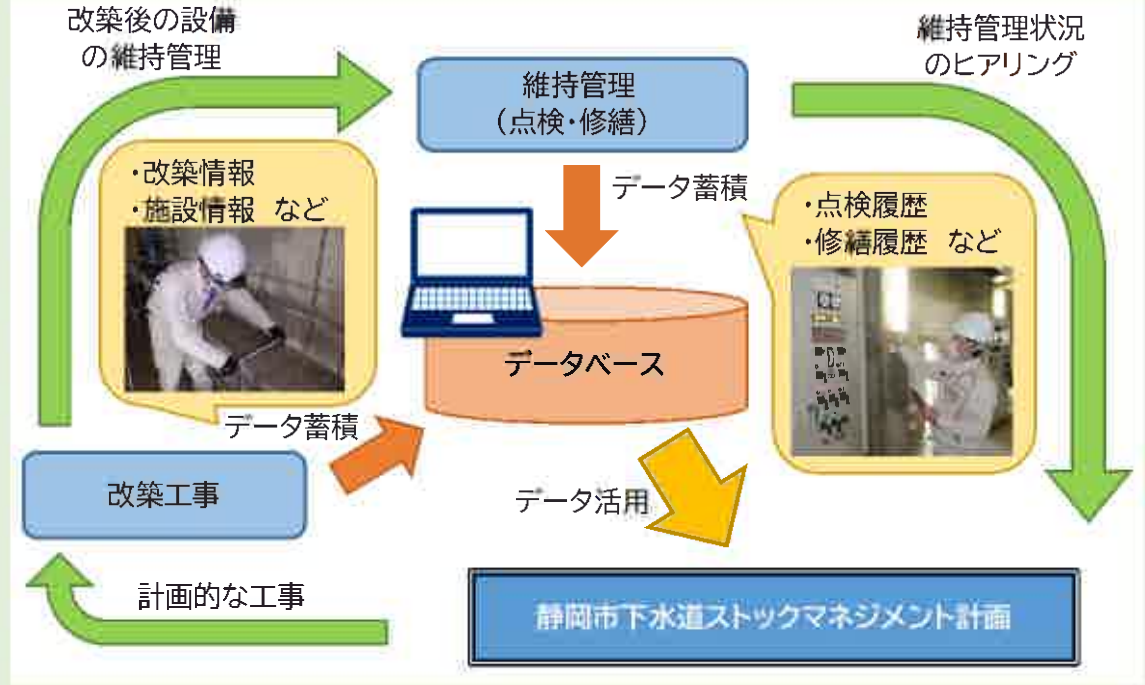 改築後の設備
の維持管理
維持管理
（点検・修繕）
維持管理状況
のヒアリング
・改築情報
・施設情報 など
データ蓄積
・点検履歴
・修繕履歴 など
データベース
データ蓄積
改築工事
データ活用
計画的な工事
静岡市下水道ストックマネジメント計画